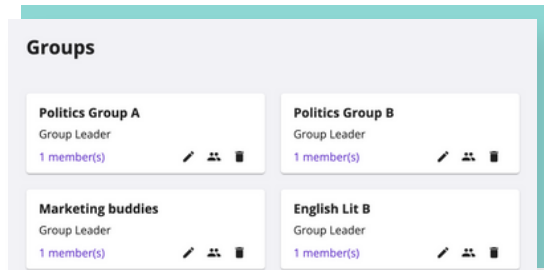 Groups
Politics Group A
Group Leader
1 member(s)
Politics Group B
Group Leader
1 member(s)
Marketing buddies
Group Leader
1 member(s)
English Lit B
Group Leader
1 member(s)